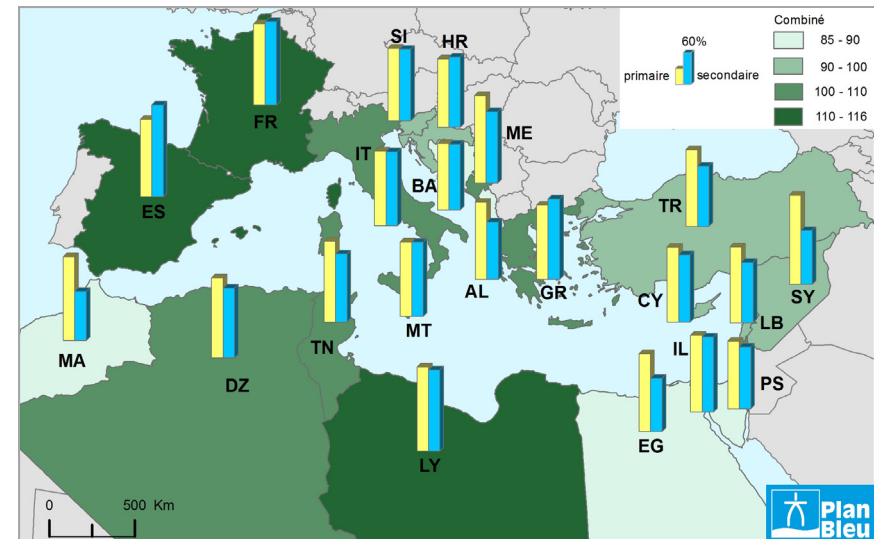 Combiné
60%
primaire
secondaire
85 - 90
90 - 100
100 - 110
110 - 116
SI
HR
FR
ME
IT
BA
ES
TR
AL
GR
CY
SY
LB
MA
MT
TN
IL
DZ
PS
EG
LY
0 500 Km
Plan
Bleu